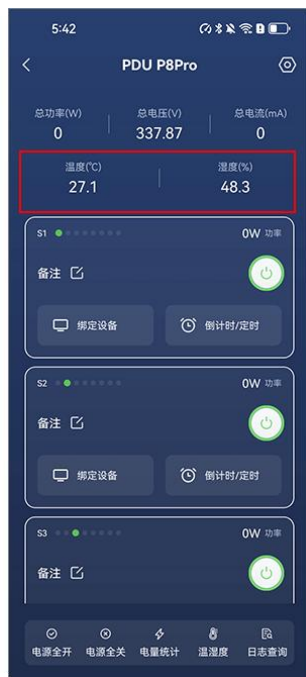 5:42
PDU P8Pro
总功率(W) 总电压(V) 总电流(mA)
0 337.87 0
温度(℃) 湿度(%)
27.1 48.3
S1 0W 功率
备注
绑定设备 倒计时/定时
S2 0W 功率
备注
绑定设备 倒计时/定时
S3 0W 功率
备注
电源全开 电源全关 电量统计 温湿度 日志查询